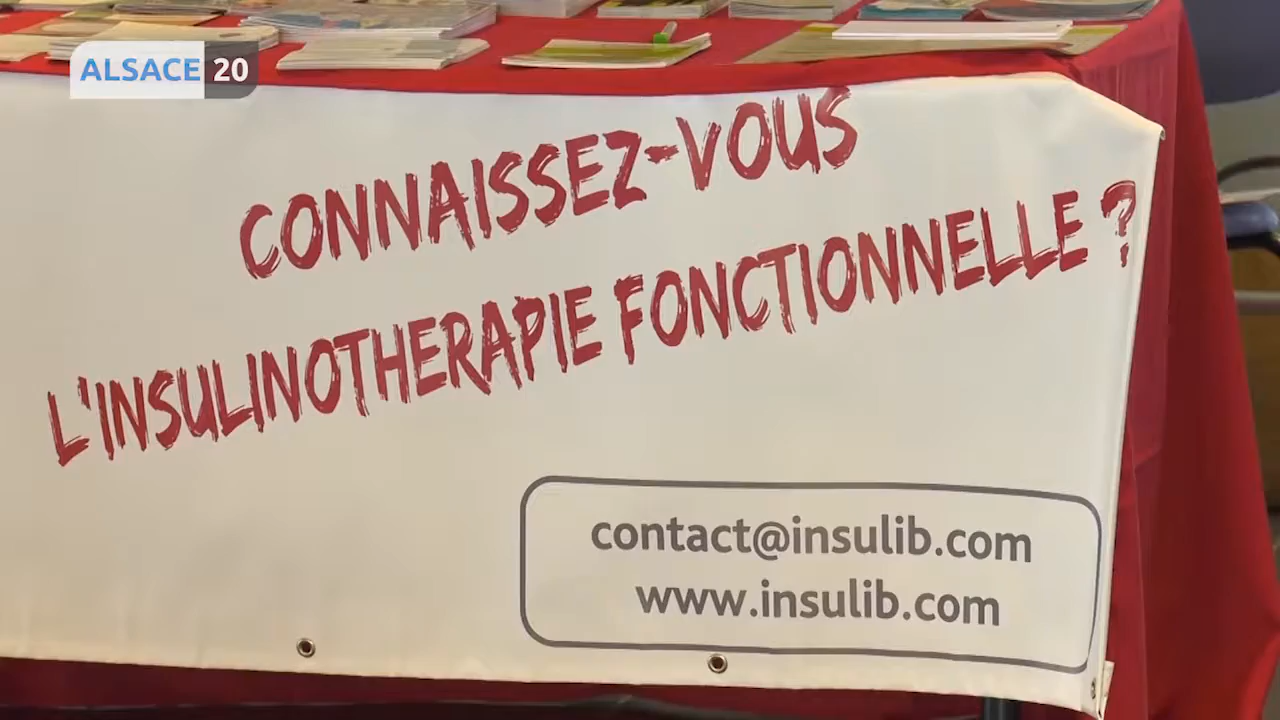 ALSACE 20
CONNAISSEZ-VOUS
L'INSULINOTHERAPIE FONCTIONNELLE ?
contact@insulib.com
www.insulib.com